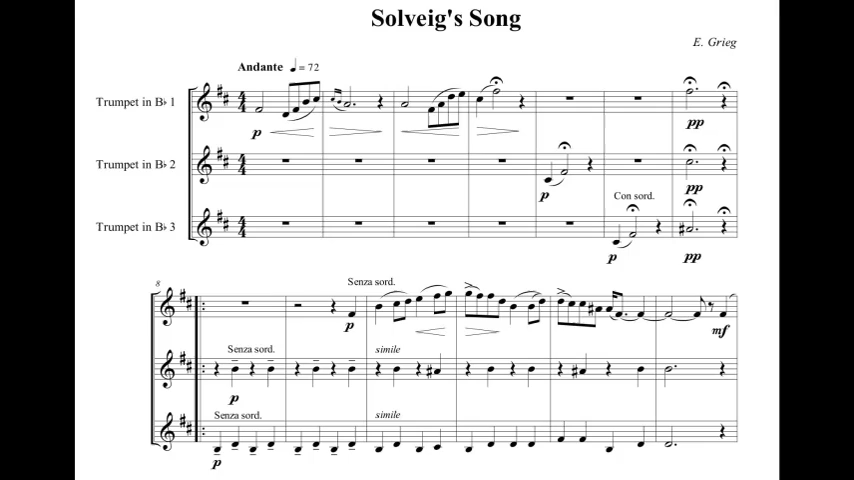 Solveig's Song
E. Grieg
Andante ♩ = 72
Trumpet in B♭ 1
p
pp
Trumpet in B♭ 2
p
pp
Con sord.
Trumpet in B♭ 3
p
pp
8
Senza sord.
p
mf
Senza sord.
simile
p
Senza sord.
simile
p